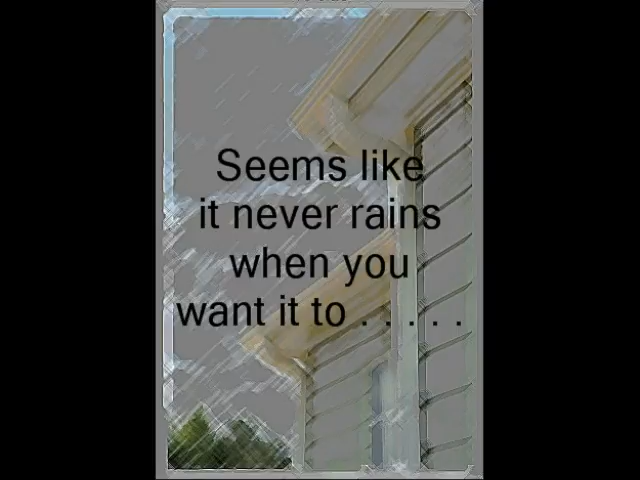 Seems like
it never rains
when you
want it to . . . . .